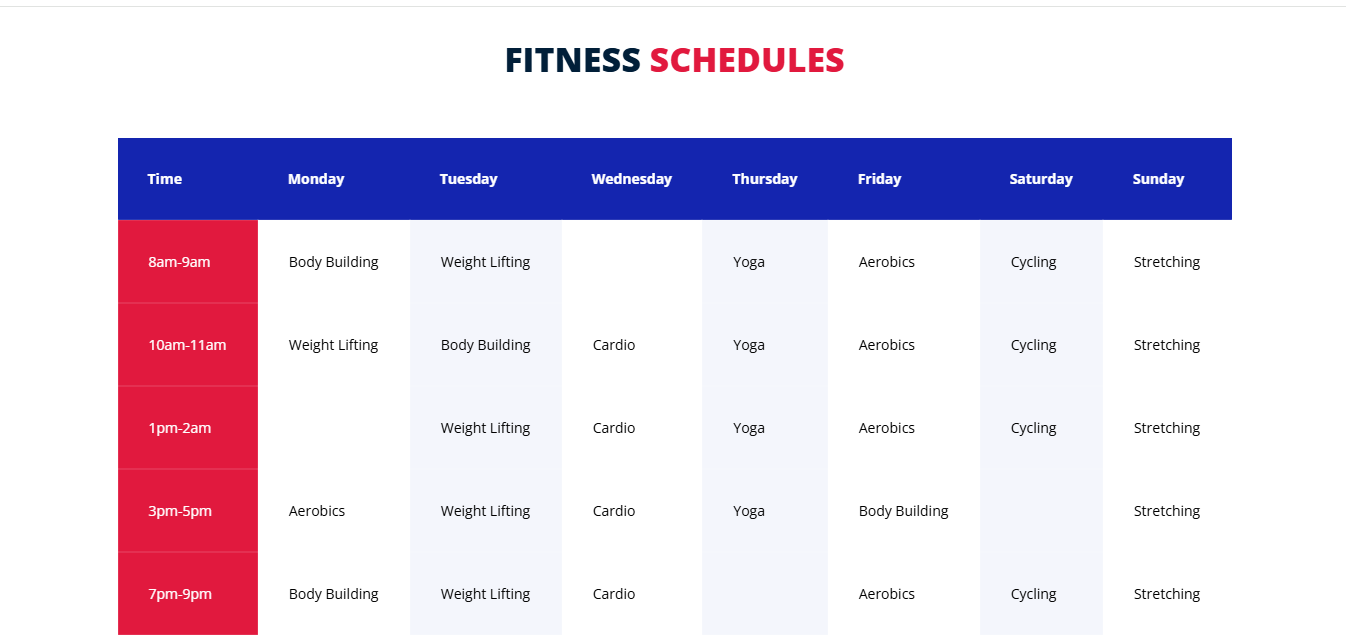 FITNESS SCHEDULES
Time Monday Tuesday Wednesday Thursday Friday Saturday Sunday
8am-9am Body Building Weight Lifting Yoga Aerobics Cycling Stretching
10am-11am Weight Lifting Body Building Cardio Yoga Aerobics Cycling Stretching
1pm-2am Weight Lifting Cardio Yoga Aerobics Cycling Stretching
3pm-5pm Aerobics Weight Lifting Cardio Yoga Body Building Stretching
7pm-9pm Body Building Weight Lifting Cardio Aerobics Cycling Stretching